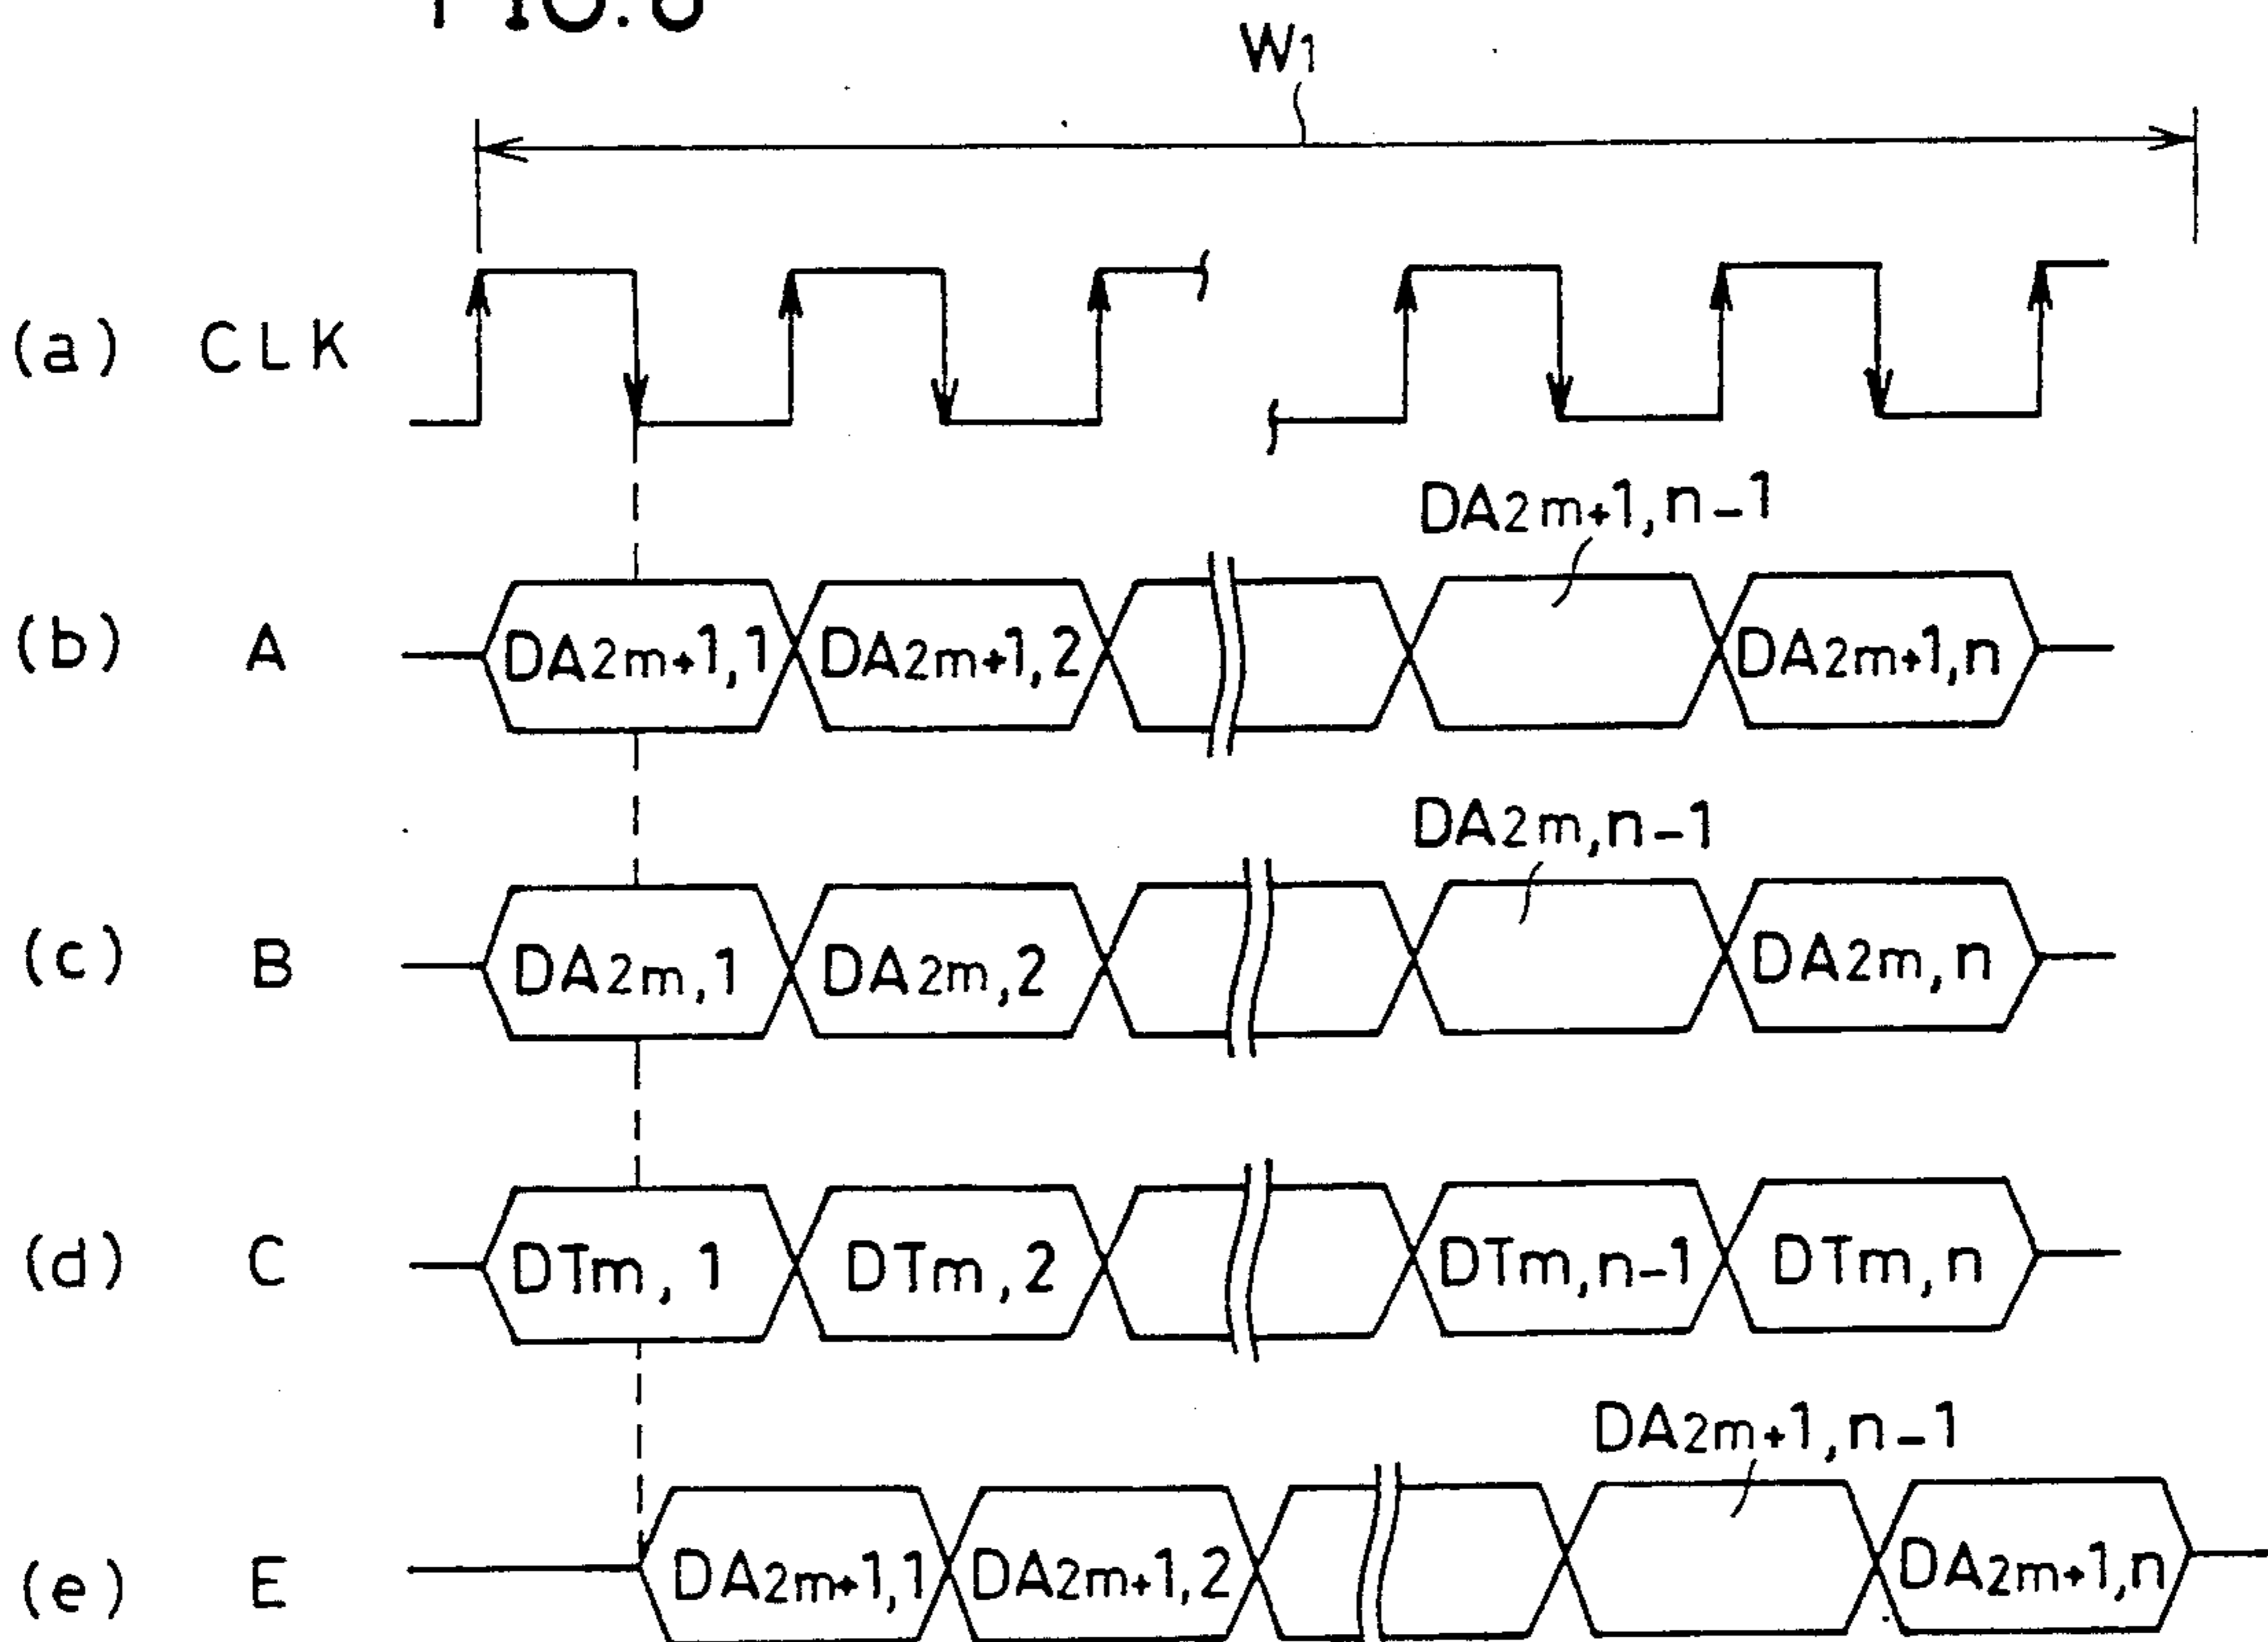 W1
(a) CLK
DA2m+1,n-1
(b) A DA2m+1,1 DA2m+1,2 DA2m+1,n
DA2m,n-1
(c) B DA2m,1 DA2m,2 DA2m,n
(d) C DTm,1 DTm,2 DTm,n-1 DTm,n
DA2m+1,n-1
(e) E DA2m+1,1 DA2m+1,2 DA2m+1,n